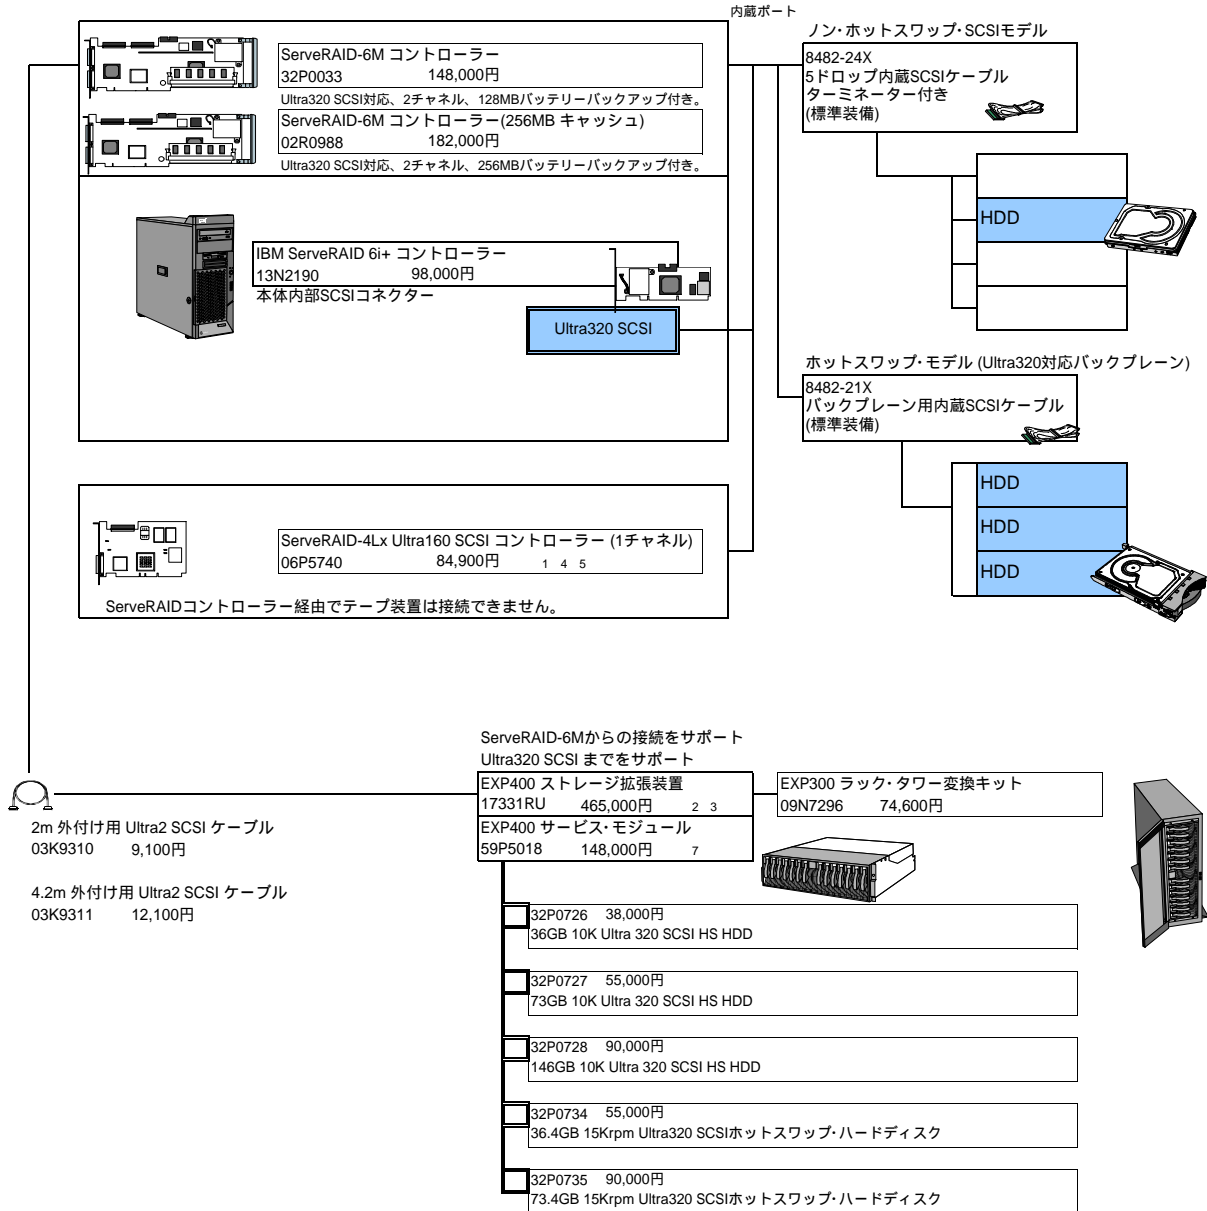 内蔵ポート
ServeRAID-6M コントローラー
32P0033 148,000円
Ultra320 SCSI対応、2チャネル、128MBバッテリーバックアップ付き。
ServeRAID-6M コントローラー(256MB キャッシュ)
02R0988 182,000円
Ultra320 SCSI対応、2チャネル、256MBバッテリーバックアップ付き。
IBM ServeRAID 6i+ コントローラー
13N2190 98,000円
本体内部SCSIコネクター
Ultra320 SCSI
ノン・ホットスワップ・SCSIモデル
8482-24X
5ドロップ内蔵SCSIケーブル
ターミネーター付き
(標準装備)
HDD
ホットスワップ・モデル (Ultra320対応バックプレーン)
8482-21X
バックプレーン用内蔵SCSIケーブル
(標準装備)
HDD
HDD
HDD
ServeRAID-4Lx Ultra160 SCSI コントローラー (1チャネル)
06P5740 84,900円 1 4 5
ServeRAIDコントローラー経由でテープ装置は接続できません。
ServeRAID-6Mからの接続をサポート
Ultra320 SCSI までをサポート
EXP400 ストレージ拡張装置
17331RU 465,000円 2 3
EXP400 サービス・モジュール
59P5018 148,000円 7
EXP300 ラック・タワー変換キット
09N7296 74,600円
2m 外付け用 Ultra2 SCSI ケーブル
03K9310 9,100円
4.2m 外付け用 Ultra2 SCSI ケーブル
03K9311 12,100円
32P0726 38,000円
36GB 10K Ultra 320 SCSI HS HDD
32P0727 55,000円
73GB 10K Ultra 320 SCSI HS HDD
32P0728 90,000円
146GB 10K Ultra 320 SCSI HS HDD
32P0734 55,000円
36.4GB 15Krpm Ultra320 SCSIホットスワップ・ハードディスク
32P0735 90,000円
73.4GB 15Krpm Ultra320 SCSIホットスワップ・ハードディスク